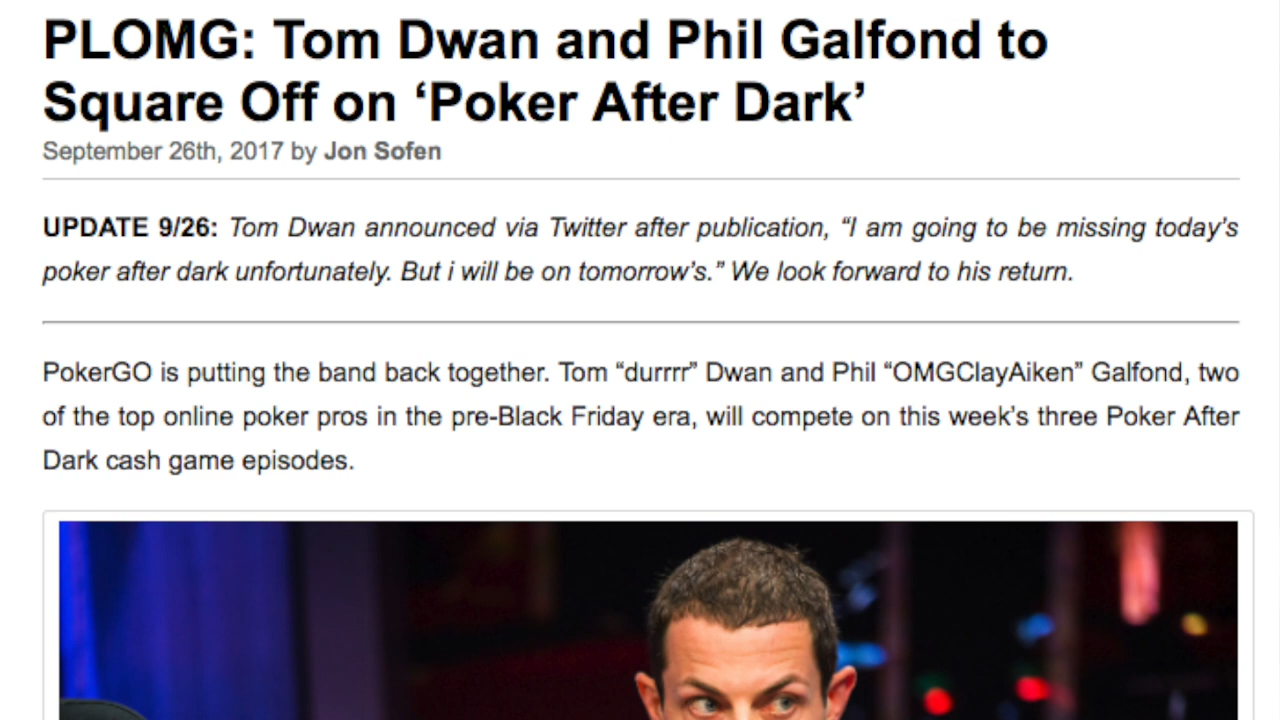 PLOMG: Tom Dwan and Phil Galfond to
Square Off on ‘Poker After Dark’
September 26th, 2017 by Jon Sofen
UPDATE 9/26: Tom Dwan announced via Twitter after publication, “I am going to be missing today’s
poker after dark unfortunately. But i will be on tomorrow’s.” We look forward to his return.
PokerGO is putting the band back together. Tom “durrrr” Dwan and Phil “OMGClayAiken” Galfond, two
of the top online poker pros in the pre-Black Friday era, will compete on this week’s three Poker After
Dark cash game episodes.